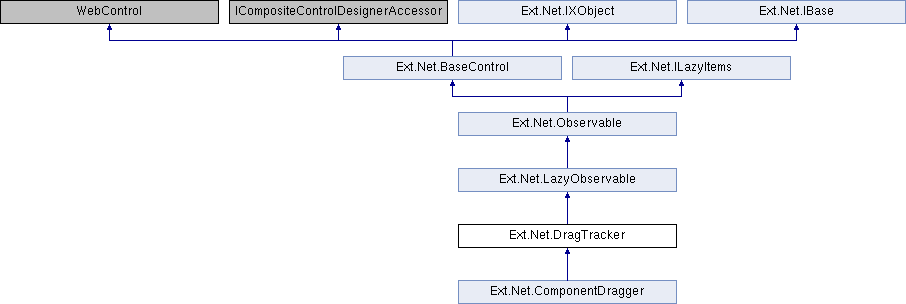 WebControl
ICompositeControlDesignerAccessor
Ext.Net.IXObject
Ext.Net.IBase
Ext.Net.BaseControl
Ext.Net.ILazyItems
Ext.Net.Observable
Ext.Net.LazyObservable
Ext.Net.DragTracker
Ext.Net.ComponentDragger